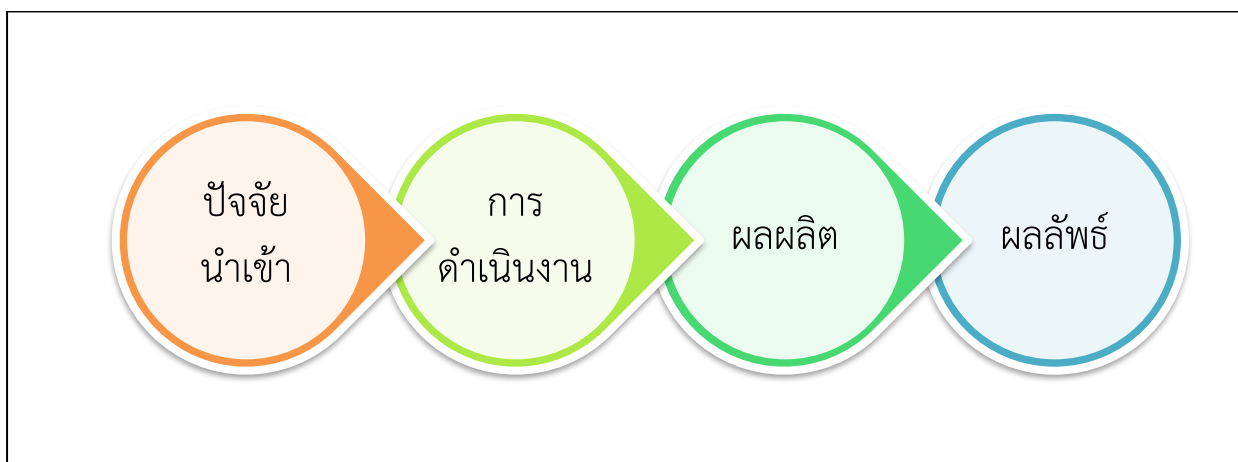 ปัจจัย
นำเข้า
การ
ดำเนินงาน
ผลผลิต
ผลลัพธ์